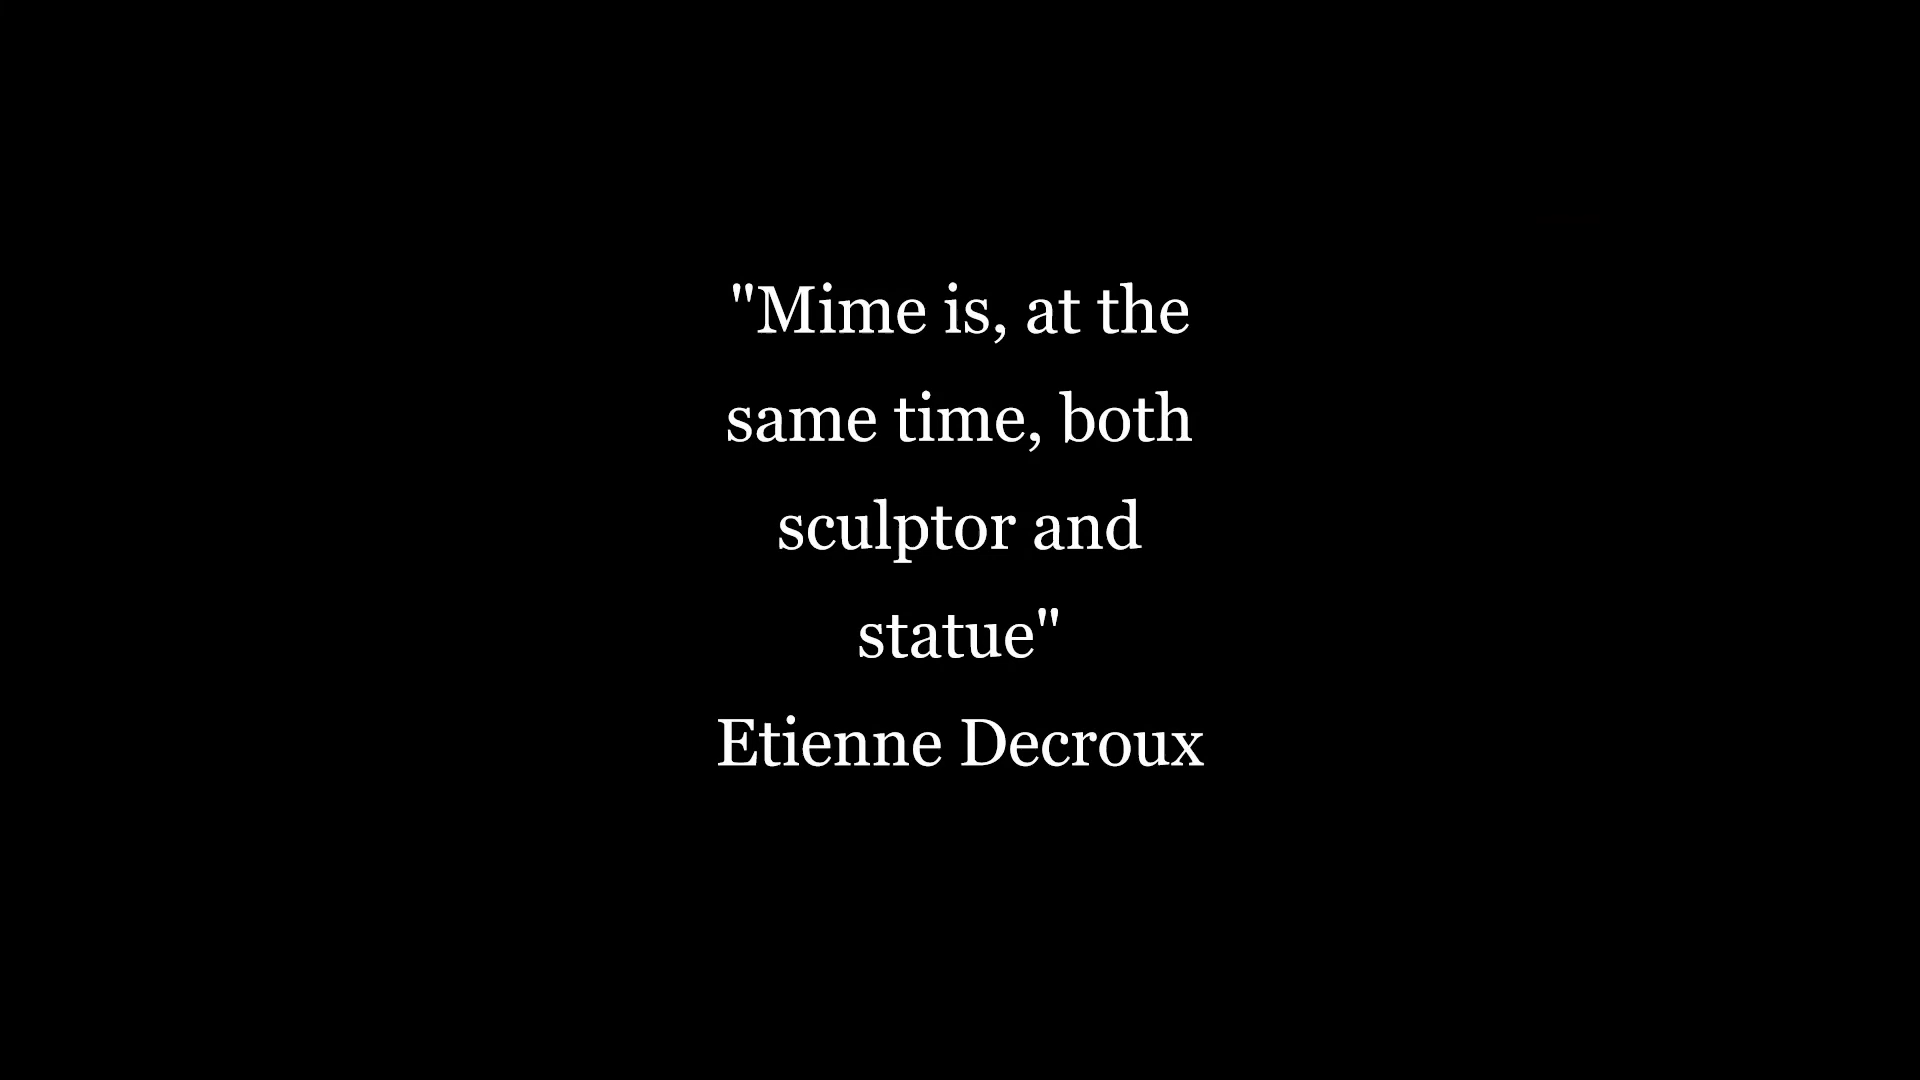 "Mime is, at the
same time, both
sculptor and
statue"
Etienne Decroux